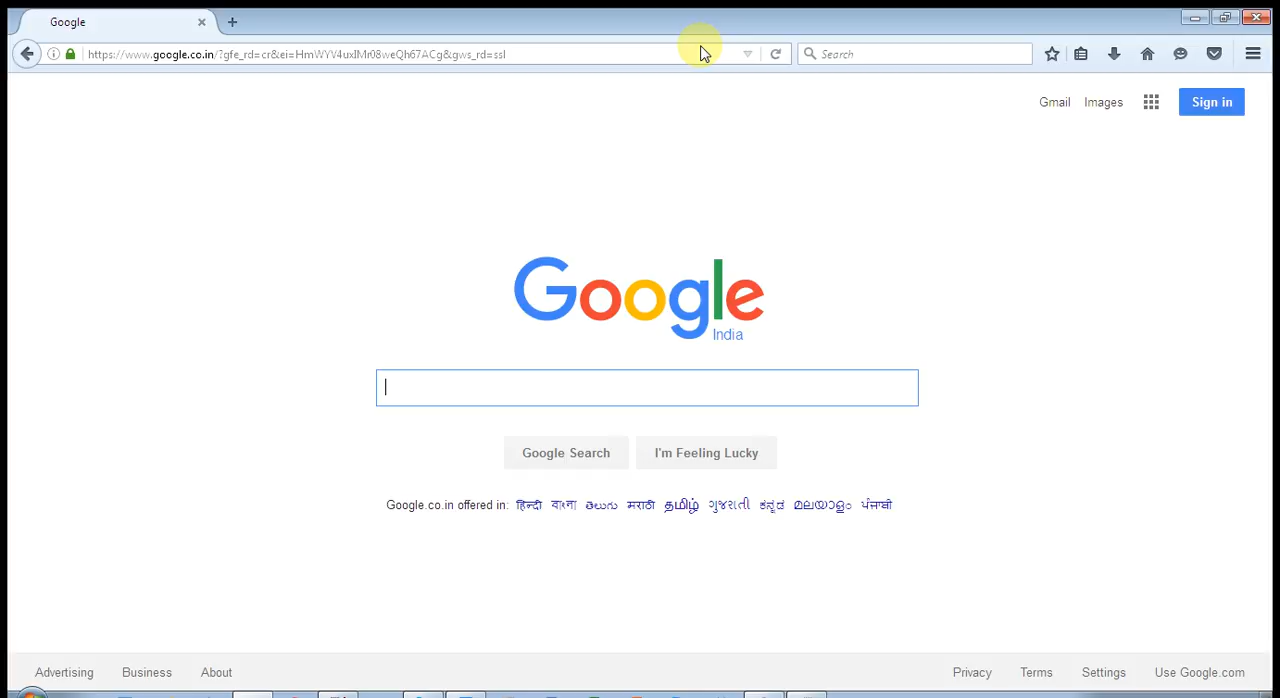 Google
https://www.google.co.in/?gfe_rd=cr&ei=HmWYV4uxIMr08weQh67ACg&gws_rd=ssl
Search
Gmail Images Sign in
Google
India
Google Search I'm Feeling Lucky
Google.co.in offered in: हिन्दी বাংলা తెలుగు मराठी தமிழ் ગુજરાતી ಕನ್ನಡ മലയാളം ਪੰਜਾਬੀ
Advertising Business About Privacy Terms Settings Use Google.com